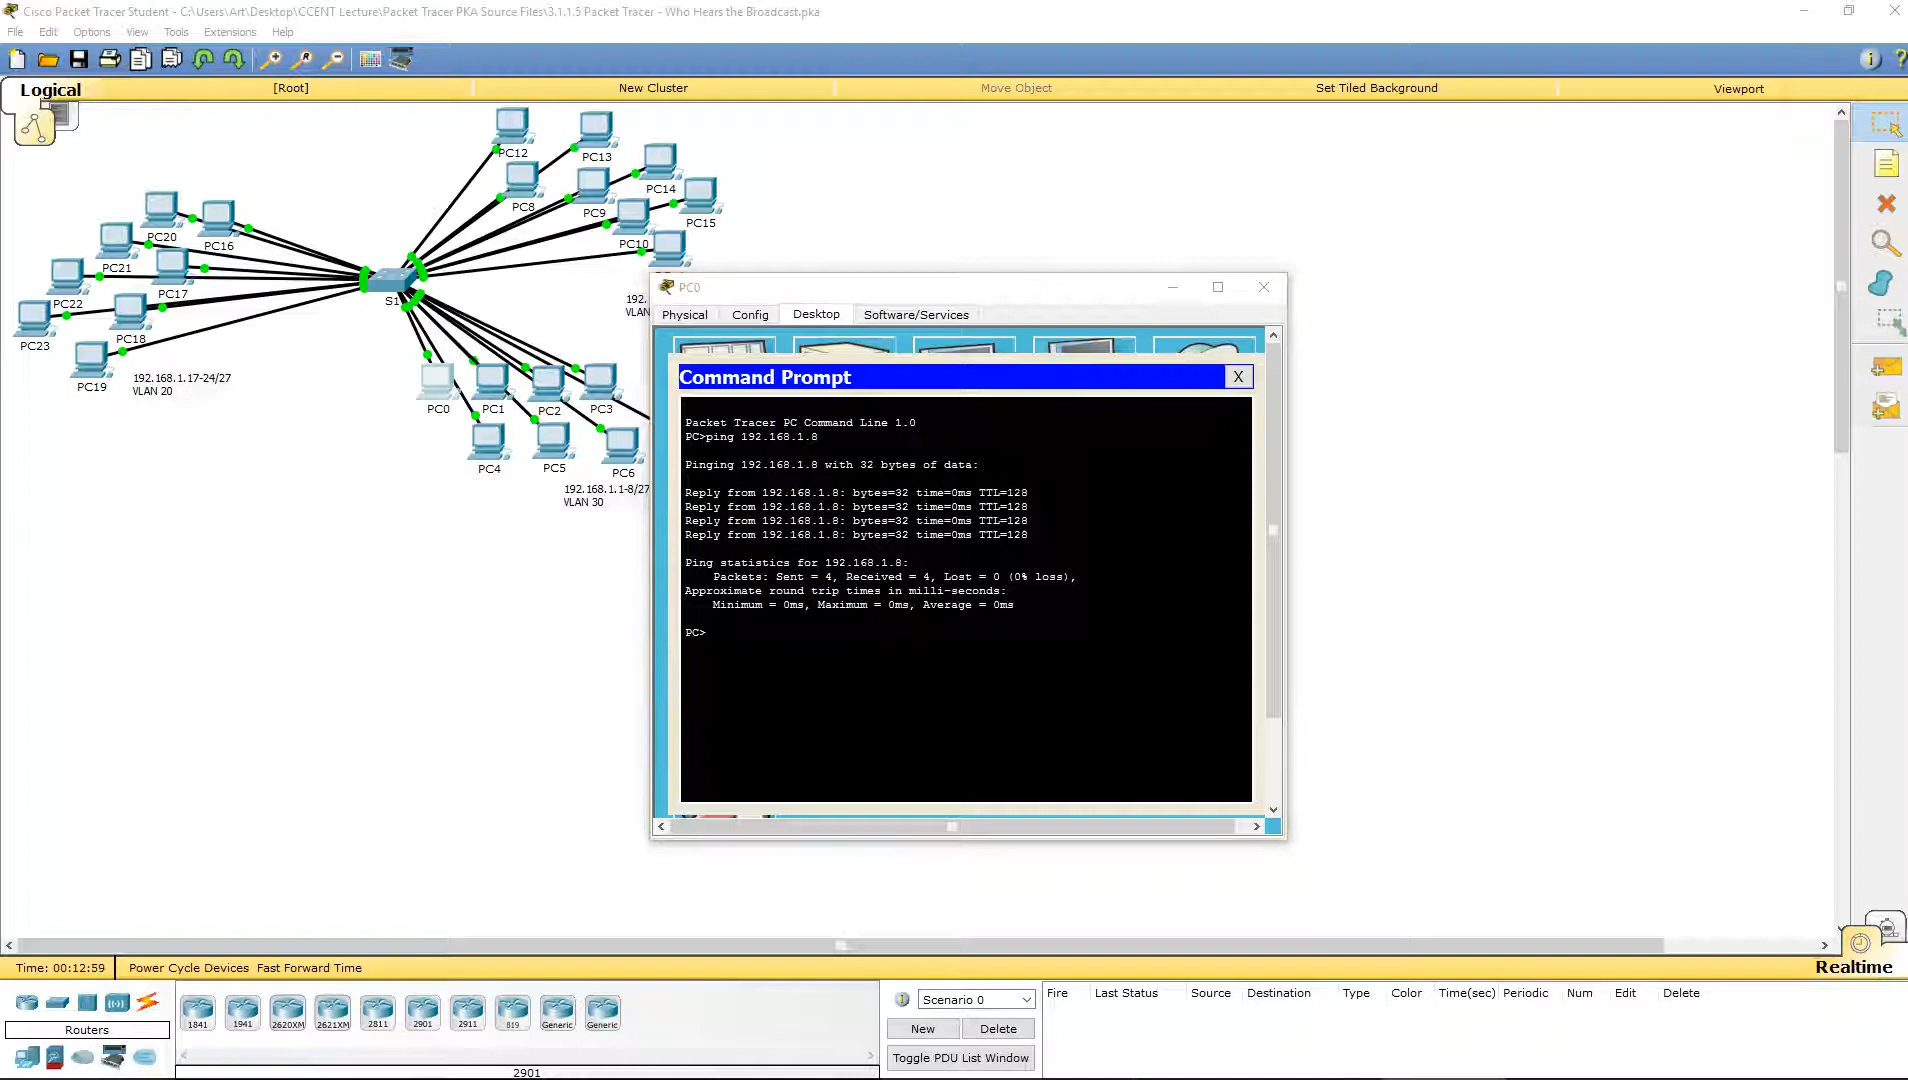 Cisco Packet Tracer Student - C:\Users\Art\Desktop\CCENT Lecture\Packet Tracer PKA Source Files\3.1.1.5 Packet Tracer - Who Hears the Broadcast.pka
File Edit Options View Tools Extensions Help
Logical [Root] New Cluster Move Object Set Tiled Background Viewport
PC12
PC13
PC14
PC8
PC9
PC15
PC10
PC20
PC16
PC21
PC17
PC22
PC18
PC23
PC19
192.168.1.17-24/27
VLAN 20
S1
192.
VLAN
PC0
PC1
PC2
PC3
PC4
PC5
PC6
192.168.1.1-8/27
VLAN 30
PC0
Physical Config Desktop Software/Services
Command Prompt X
Packet Tracer PC Command Line 1.0
PC>ping 192.168.1.8
Pinging 192.168.1.8 with 32 bytes of data:
Reply from 192.168.1.8: bytes=32 time=0ms TTL=128
Reply from 192.168.1.8: bytes=32 time=0ms TTL=128
Reply from 192.168.1.8: bytes=32 time=0ms TTL=128
Reply from 192.168.1.8: bytes=32 time=0ms TTL=128
Ping statistics for 192.168.1.8:
Packets: Sent = 4, Received = 4, Lost = 0 (0% loss),
Approximate round trip times in milli-seconds:
Minimum = 0ms, Maximum = 0ms, Average = 0ms
PC>
Time: 00:12:59 Power Cycle Devices Fast Forward Time Realtime
Routers
1841 1941 2620XM 2621XM 2811 2901 2911 819 Generic Generic
2901
Scenario 0
New Delete
Toggle PDU List Window
Fire Last Status Source Destination Type Color Time(sec) Periodic Num Edit Delete